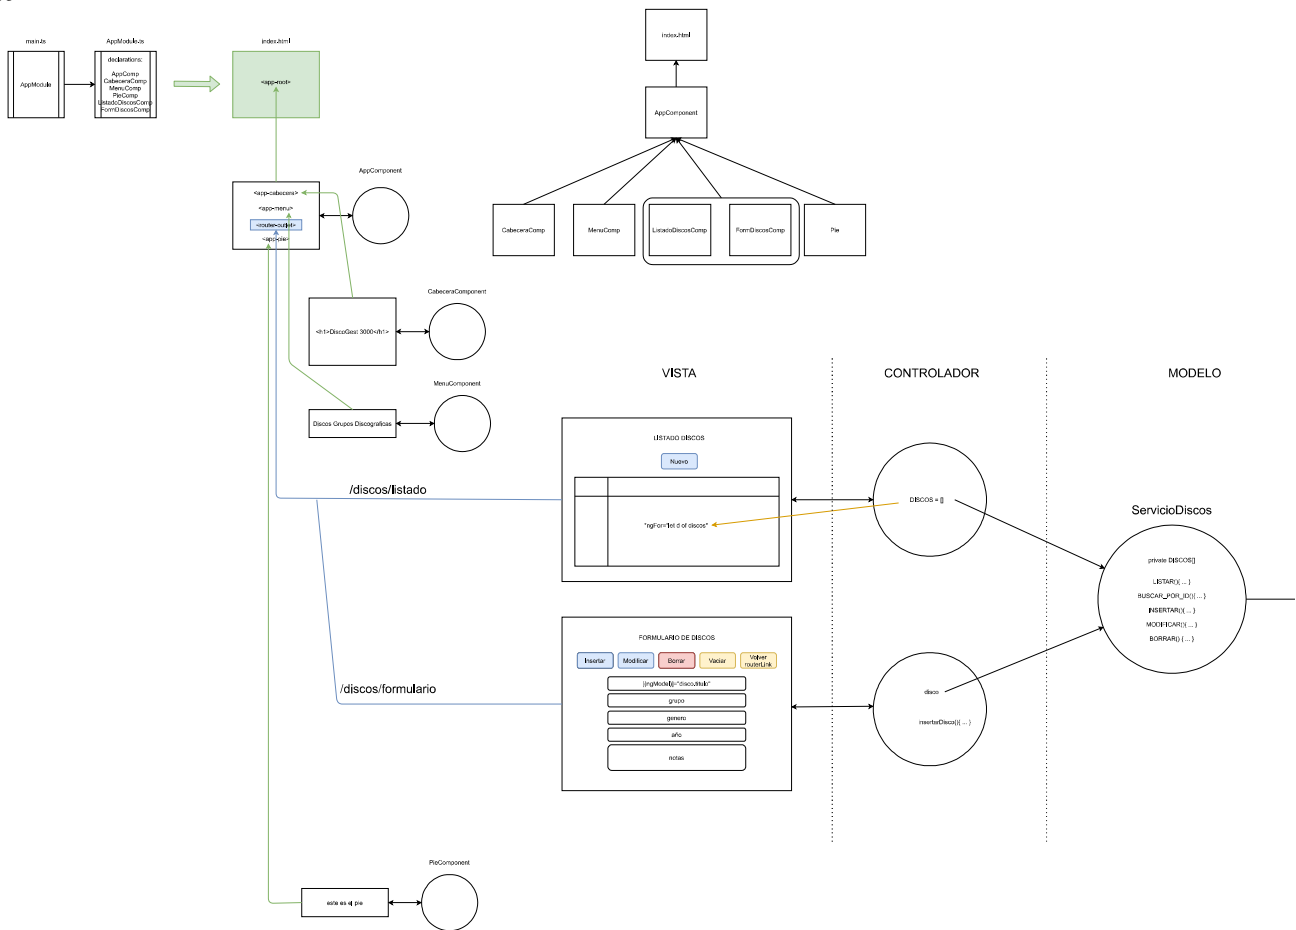 main.ts
AppModule.ts
index.html
index.html
AppModule
declarations:
AppComp
CabeceraComp
MenuComp
PieComp
ListadoDiscosComp
FormDiscosComp
<app-root>
AppComponent
AppComponent
<app-cabecera>
<app-menu>
<router-outlet>
<app-pie>
CabeceraComp
MenuComp
ListadoDiscosComp
FormDiscosComp
Pie
CabeceraComponent
<h1>DiscoGest 3000</h1>
MenuComponent
Discos Grupos Discograficas
VISTA
CONTROLADOR
MODELO
LISTADO DISCOS
Nuevo
/discos/listado
"ngFor="let d of discos"
DISCOS = []
ServicioDiscos
private DISCOS[]
LISTAR(){ ... }
BUSCAR_POR_ID(){ ... }
INSERTAR(){ ... }
MODIFICAR(){ ... }
BORRAR() { ... }
FORMULARIO DE DISCOS
Insertar
Modificar
Borrar
Vaciar
Volver
routerLink
/discos/formulario
[(ngModel)]="disco.titulo"
grupo
genero
año
notas
disco
insertarDisco(){ ... }
PieComponent
este es el pie